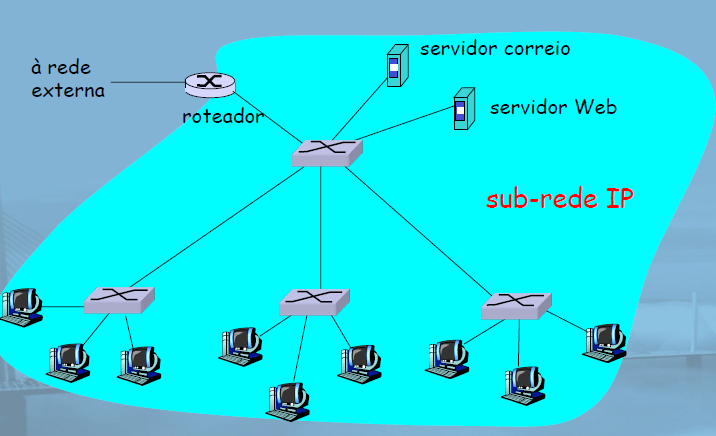 à rede
externa
roteador
servidor correio
servidor Web
sub-rede IP